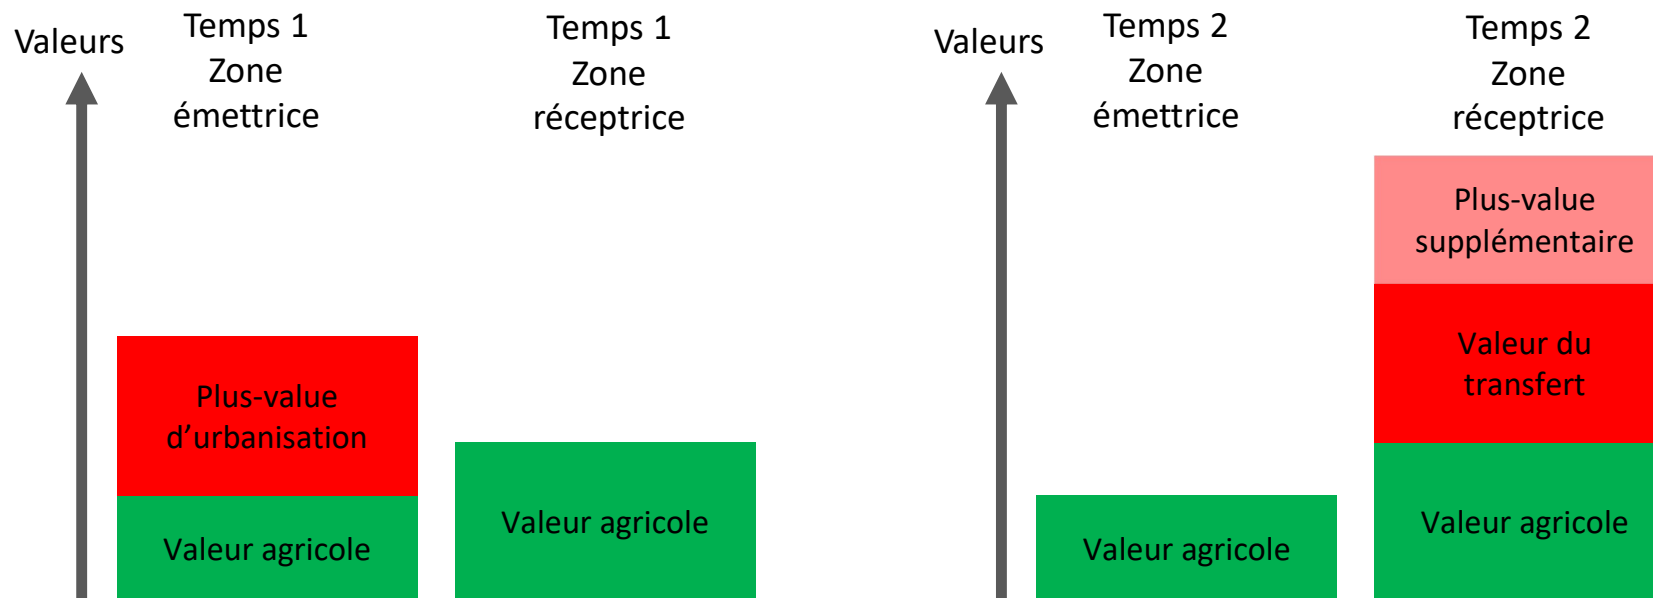 Valeurs
Temps 1
Zone
émettrice
Temps 1
Zone
réceptrice
Plus-value
d’urbanisation
Valeur agricole
Valeur agricole
Valeurs
Temps 2
Zone
émettrice
Temps 2
Zone
réceptrice
Valeur agricole
Plus-value
supplémentaire
Valeur du
transfert
Valeur agricole